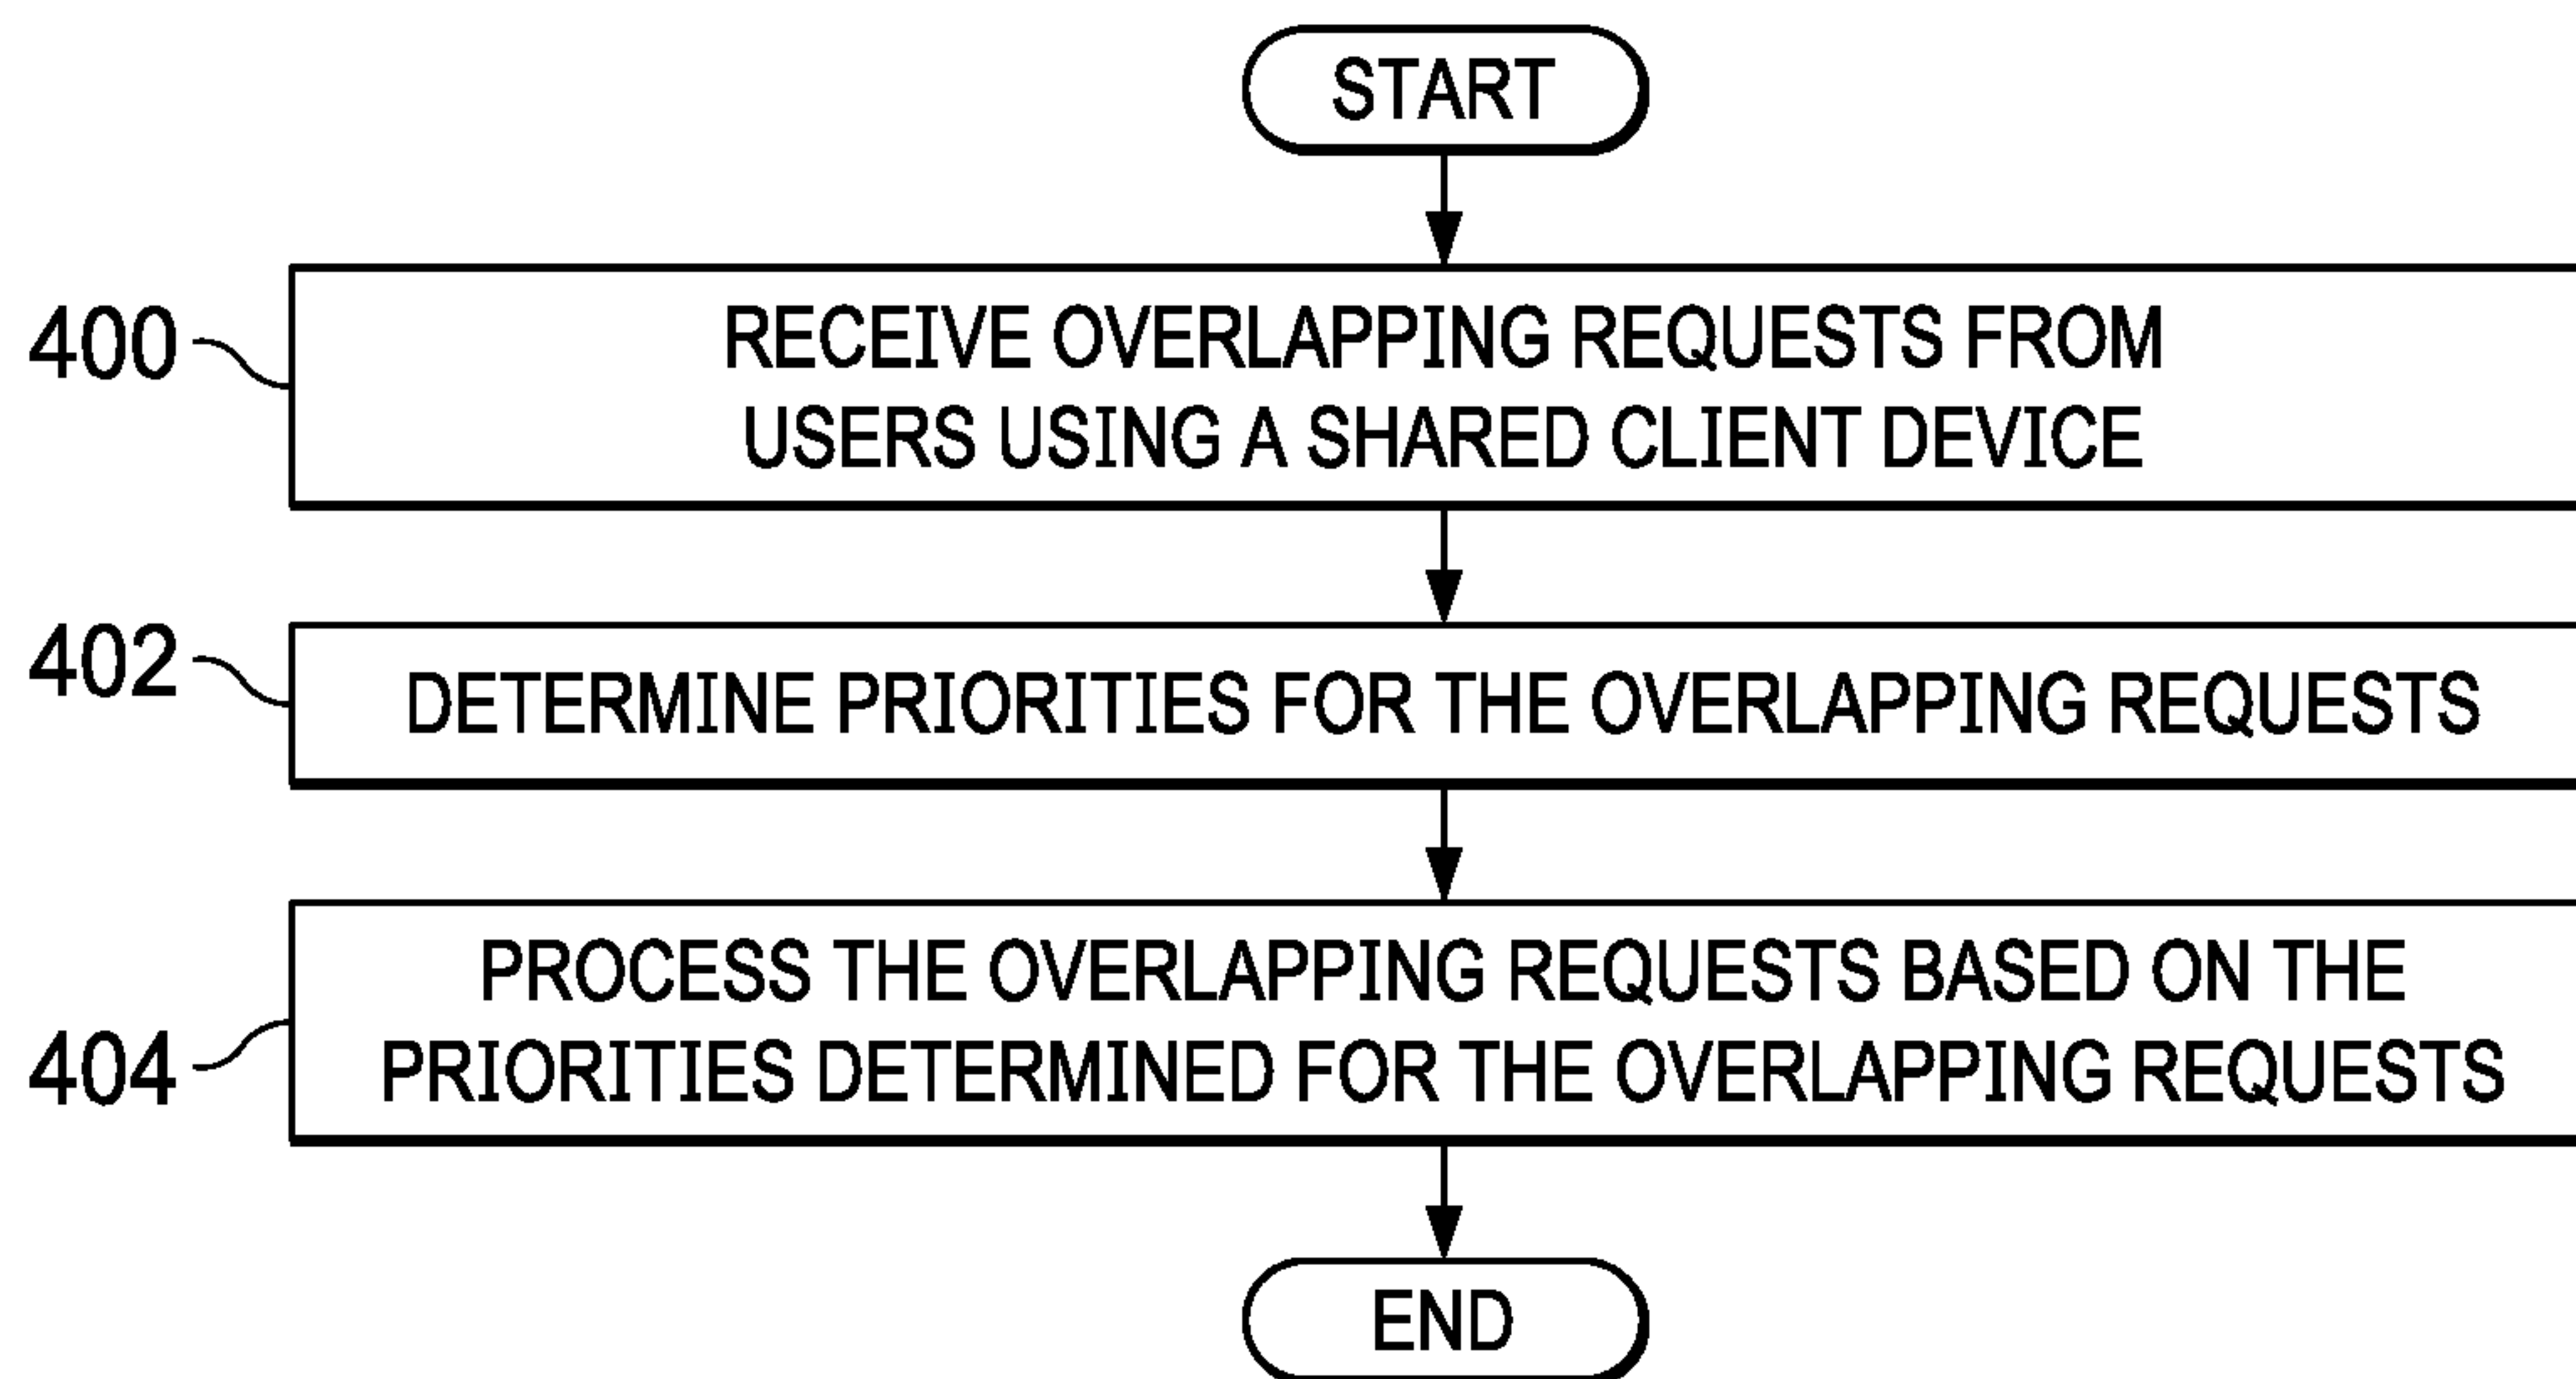 START
400
RECEIVE OVERLAPPING REQUESTS FROM
USERS USING A SHARED CLIENT DEVICE
402
DETERMINE PRIORITIES FOR THE OVERLAPPING REQUESTS
PROCESS THE OVERLAPPING REQUESTS BASED ON THE
404
PRIORITIES DETERMINED FOR THE OVERLAPPING REQUESTS
END